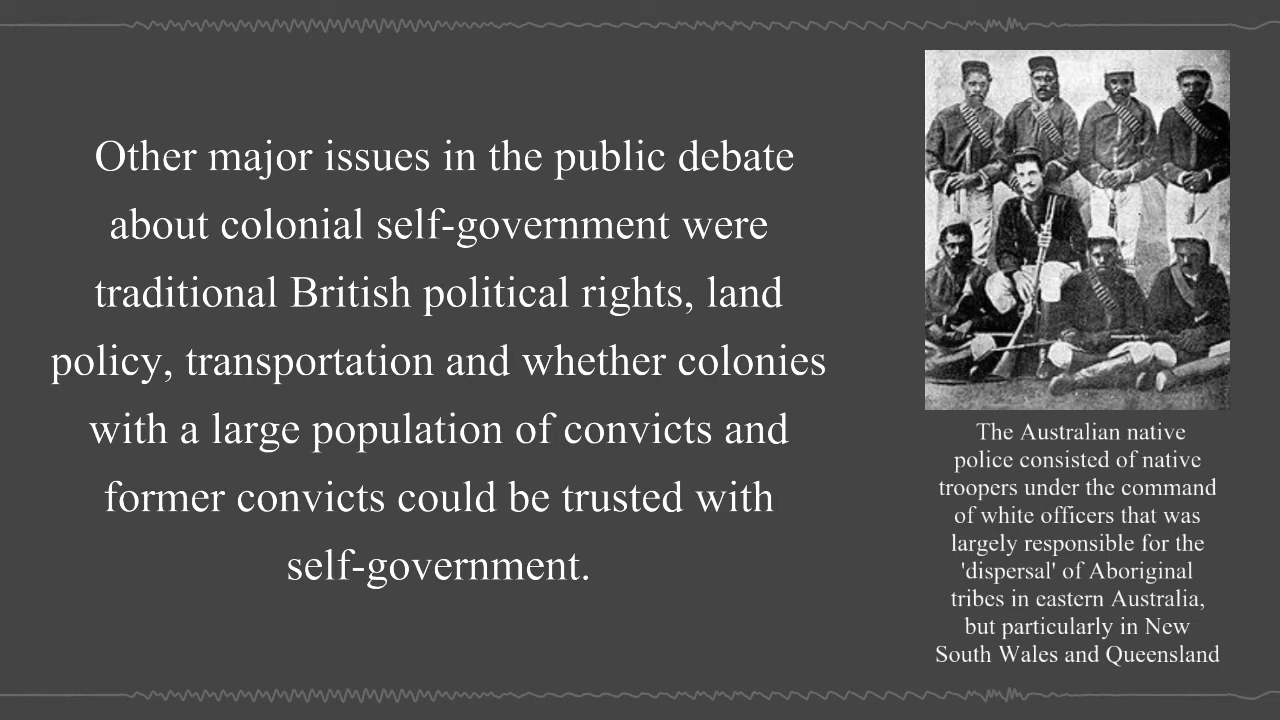 Other major issues in the public debate
about colonial self-government were
traditional British political rights, land
policy, transportation and whether colonies
with a large population of convicts and
former convicts could be trusted with
self-government.
The Australian native
police consisted of native
troopers under the command
of white officers that was
largely responsible for the
'dispersal' of Aboriginal
tribes in eastern Australia,
but particularly in New
South Wales and Queensland